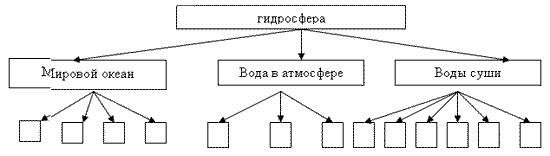 гидросфера
Мировой океан
Вода в атмосфере
Воды суши